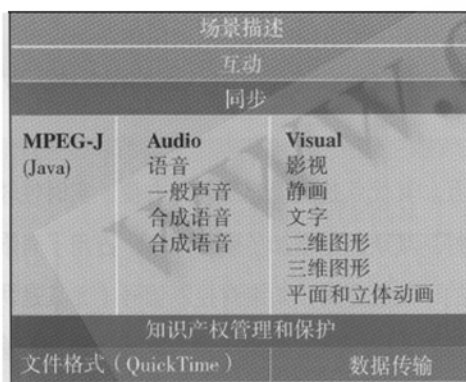 场景描述
互动
同步
MPEG-J
(Java)
Audio
语音
一般声音
合成语音
合成语音
Visual
影视
静画
文字
二维图形
三维图形
平面和立体动画
知识产权管理和保护
文件格式（QuickTime）
数据传输